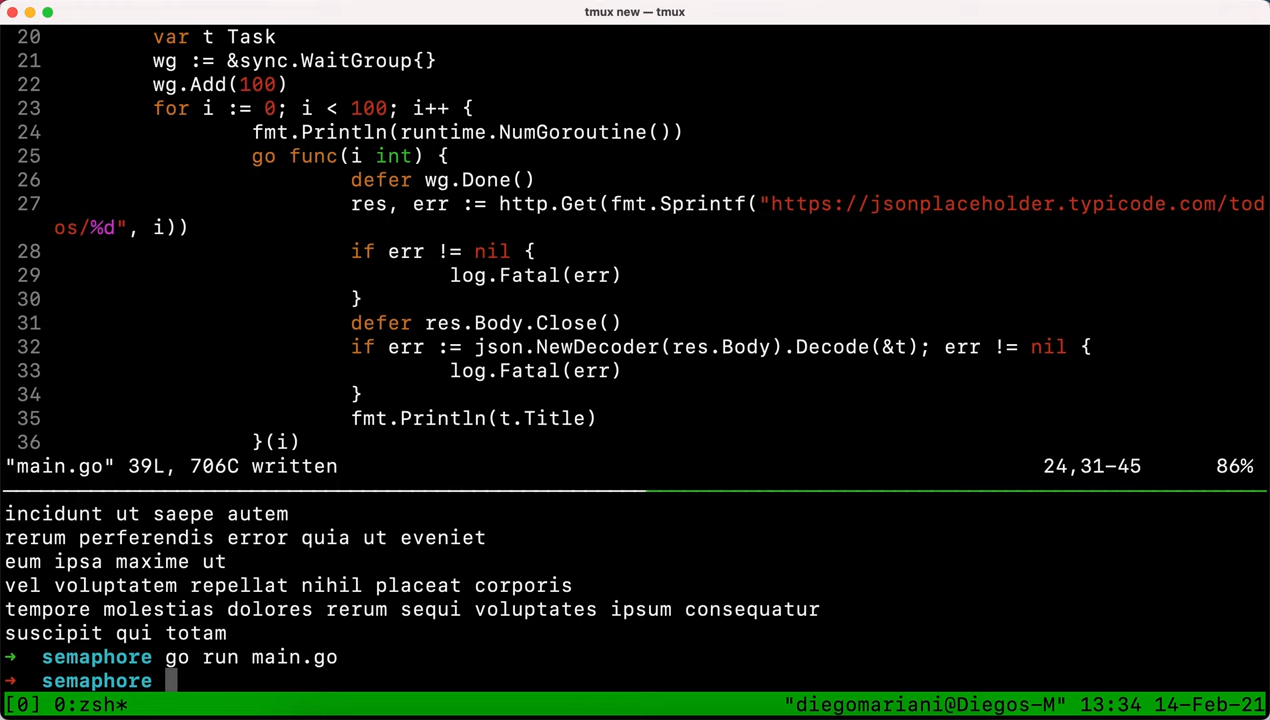 tmux new — tmux
20 var t Task
21 wg := &sync.WaitGroup{}
22 wg.Add(100)
23 for i := 0; i < 100; i++ {
24 fmt.Println(runtime.NumGoroutine())
25 go func(i int) {
26 defer wg.Done()
27 res, err := http.Get(fmt.Sprintf("https://jsonplaceholder.typicode.com/tod
os/%d", i))
28 if err != nil {
29 log.Fatal(err)
30 }
31 defer res.Body.Close()
32 if err := json.NewDecoder(res.Body).Decode(&t); err != nil {
33 log.Fatal(err)
34 }
35 fmt.Println(t.Title)
36 }(i)
"main.go" 39L, 706C written 24,31-45 86%
incidunt ut saepe autem
rerum perferendis error quia ut eveniet
eum ipsa maxime ut
vel voluptatem repellat nihil placeat corporis
tempore molestias dolores rerum sequi voluptates ipsum consequatur
suscipit qui totam
→ semaphore go run main.go
→ semaphore
[0] 0:zsh* "diegomariani@Diegos-M" 13:34 14-Feb-21